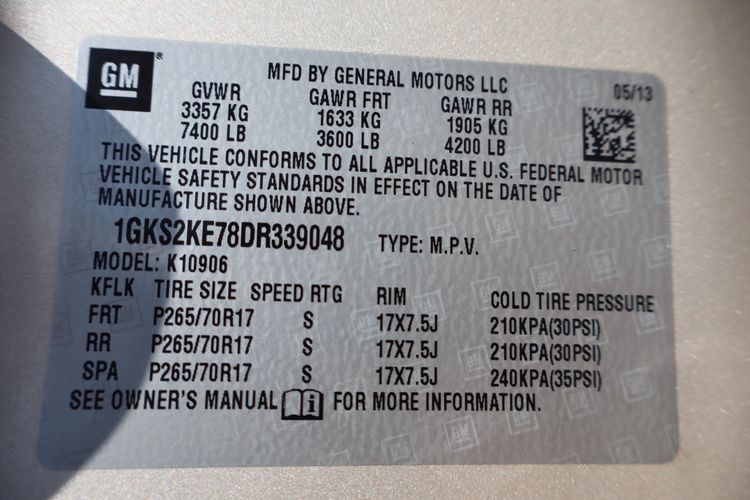 GM
MFD BY GENERAL MOTORS LLC
05/13
GVWR GAWR FRT GAWR RR
3357 KG 1633 KG 1905 KG
7400 LB 3600 LB 4200 LB
THIS VEHICLE CONFORMS TO ALL APPLICABLE U.S. FEDERAL MOTOR
VEHICLE SAFETY STANDARDS IN EFFECT ON THE DATE OF
MANUFACTURE SHOWN ABOVE.
1GKS2KE78DR339048 TYPE: M.P.V.
MODEL: K10906
KFLK TIRE SIZE SPEED RTG RIM COLD TIRE PRESSURE
FRT P265/70R17 S 17X7.5J 210KPA(30PSI)
RR P265/70R17 S 17X7.5J 210KPA(30PSI)
SPA P265/70R17 S 17X7.5J 240KPA(35PSI)
SEE OWNER'S MANUAL i FOR MORE INFORMATION.